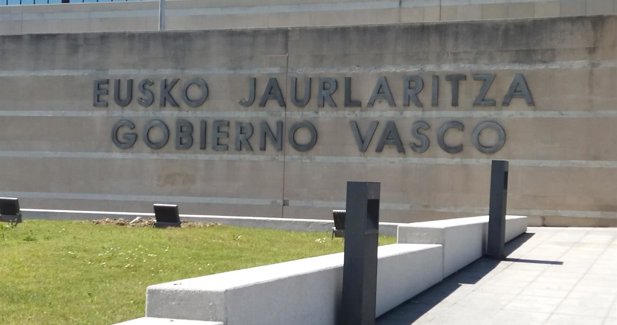 EUSKO JAURLARITZA
GOBIERNO VASCO